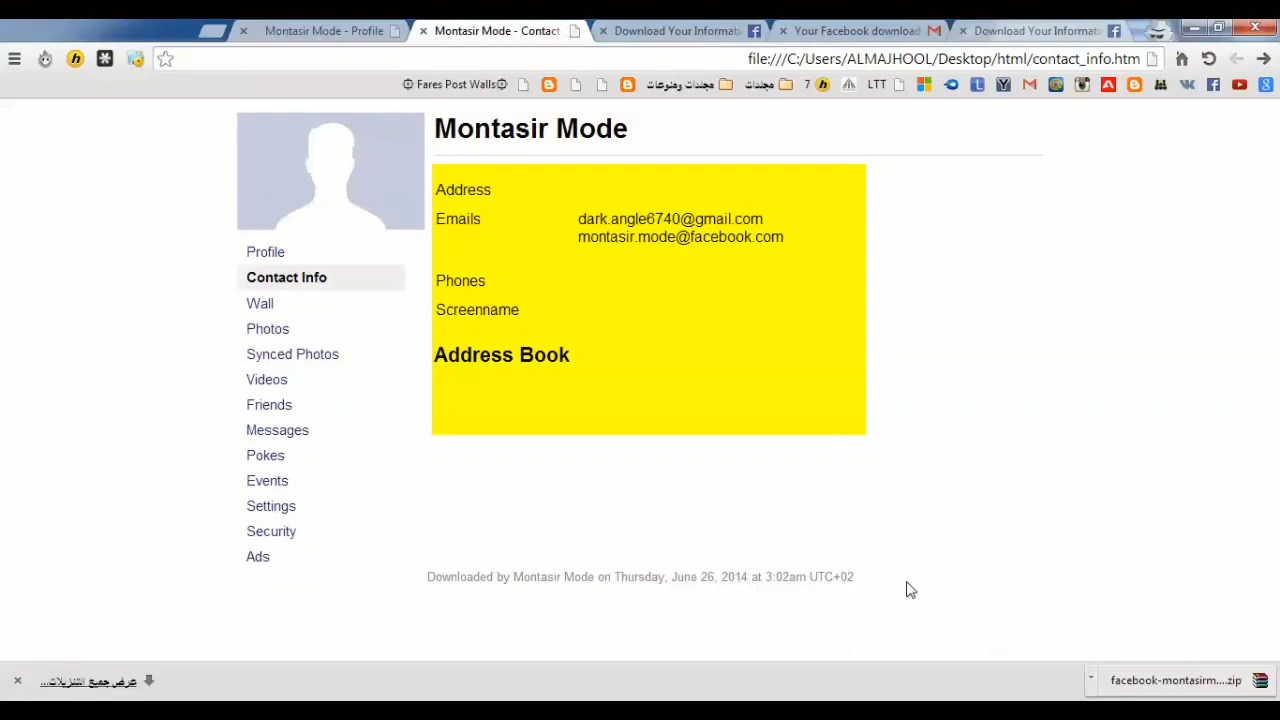 Montasir Mode - Profile
Montasir Mode - Contact
Download Your Informati
Your Facebook download
Download Your Informati
file:///C:/Users/ALMAJHOOL/Desktop/html/contact_info.htm
Fares Post Walls
مجلدات ومنوعات
مجلدات
7
LTT
Montasir Mode
Address
Emails
dark.angle6740@gmail.com
montasir.mode@facebook.com
Phones
Screenname
Address Book
Profile
Contact Info
Wall
Photos
Synced Photos
Videos
Friends
Messages
Pokes
Events
Settings
Security
Ads
Downloaded by Montasir Mode on Thursday, June 26, 2014 at 3:02am UTC+02
عرض جميع التنزيلات...
facebook-montasirm....zip